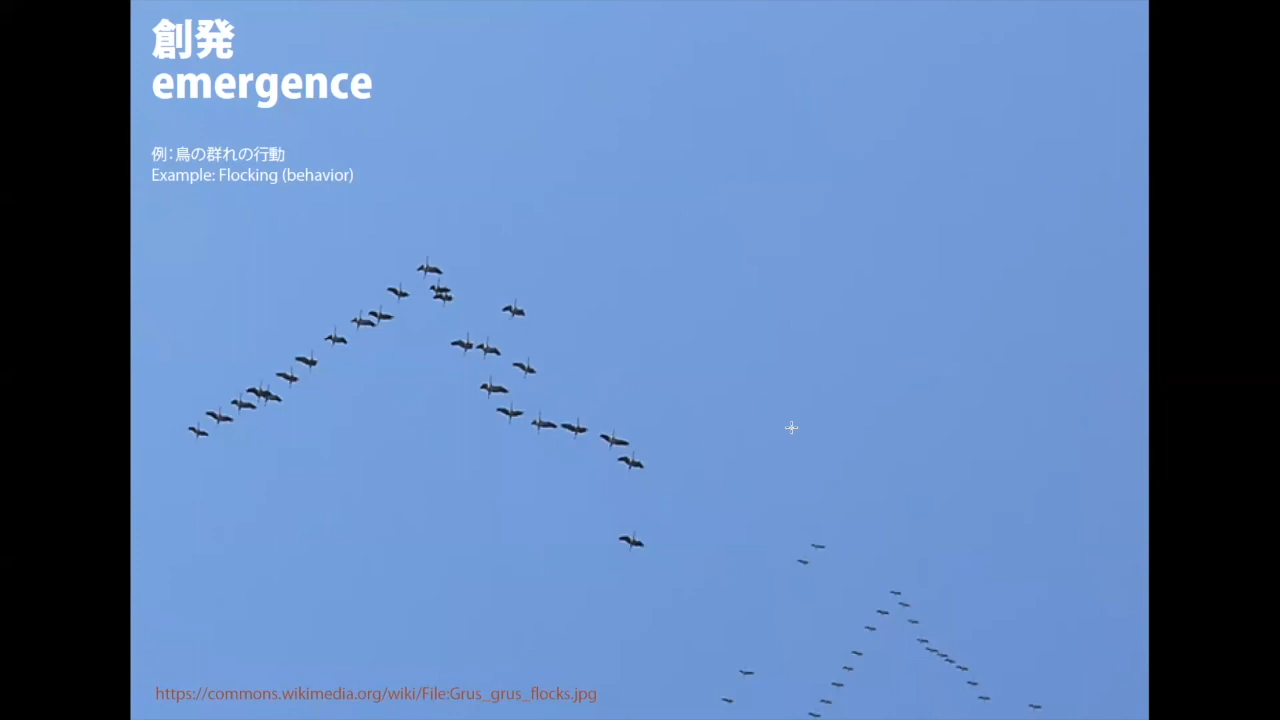 創発
emergence
例：鳥の群れの行動
Example: Flocking (behavior)
https://commons.wikimedia.org/wiki/File:Grus_grus_flocks.jpg